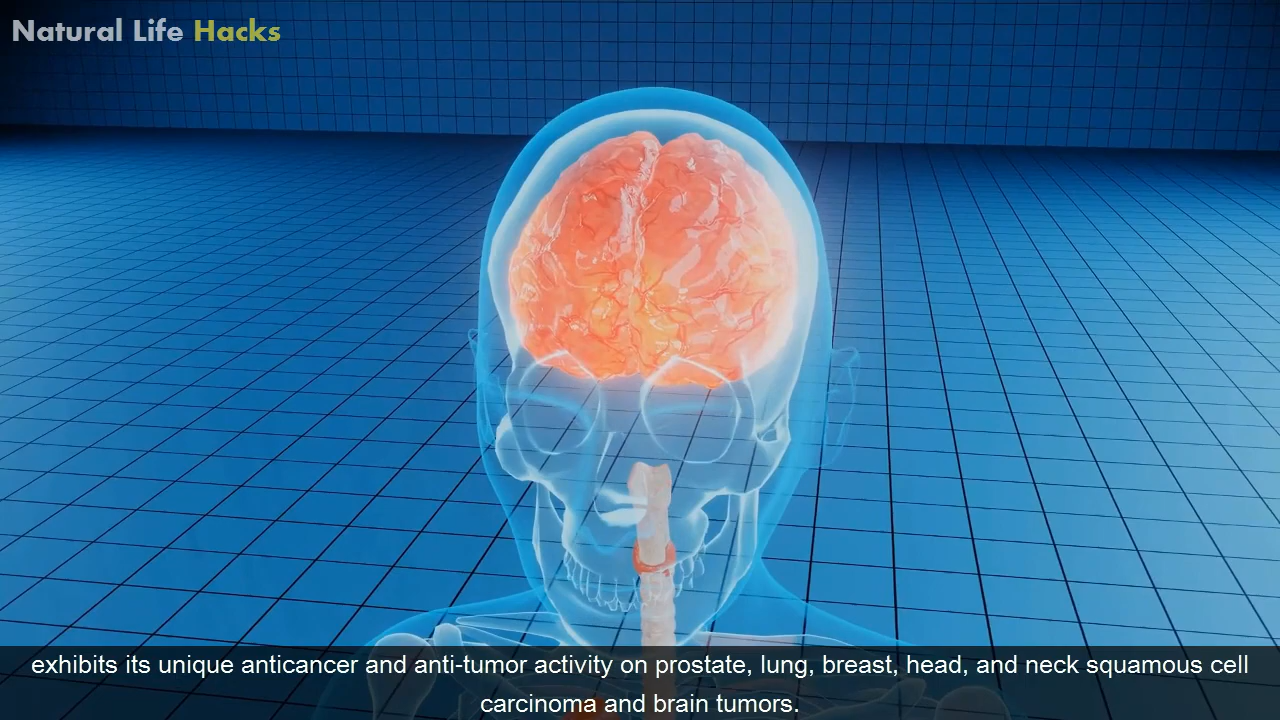 Natural Life Hacks
exhibits its unique anticancer and anti-tumor activity on prostate, lung, breast, head, and neck squamous cell
carcinoma and brain tumors.